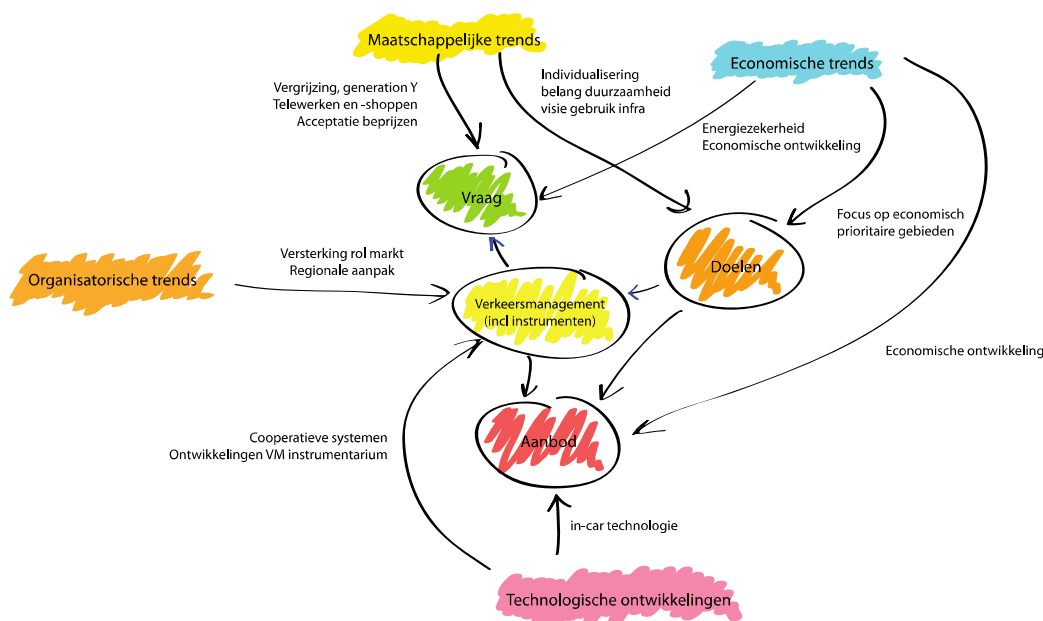 Maatschappelijke trends
Economische trends
Vergrijzing, generation Y
Telewerken en -shoppen
Acceptatie beprijzen
Individualisering
belang duurzaamheid
visie gebruik infra
Energiezekerheid
Economische ontwikkeling
Vraag
Focus op economisch
prioritaire gebieden
Organisatorische trends
Versterking rol markt
Regionale aanpak
Doelen
Verkeersmanagement
(incl instrumenten)
Economische ontwikkeling
Cooperatieve systemen
Ontwikkelingen VM instrumentarium
Aanbod
in-car technologie
Technologische ontwikkelingen